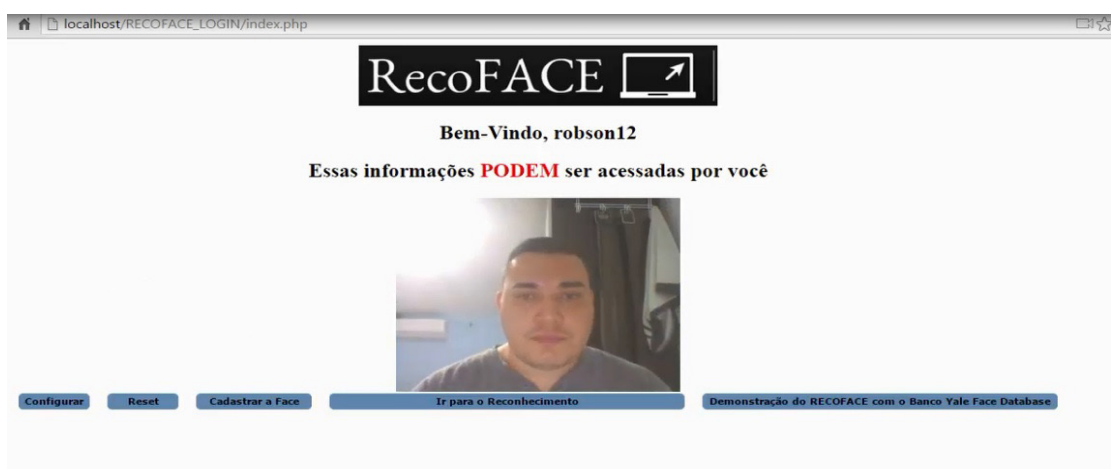 localhost/RECOFACE_LOGIN/index.php
RecoFACE
Bem-Vindo, robson12
Essas informações PODEM ser acessadas por você
Configurar Reset Cadastrar a Face Ir para o Reconhecimento Demonstração do RECOFACE com o Banco Yale Face Database